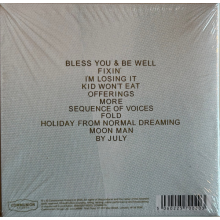 BLESS YOU & BE WELL
FIXIN'
I'M LOSING IT
KID WON'T EAT
OFFERINGS
MORE
SEQUENCE OF VOICES
FOLD
HOLIDAY FROM NORMAL DREAMING
MOON MAN
BY JULY